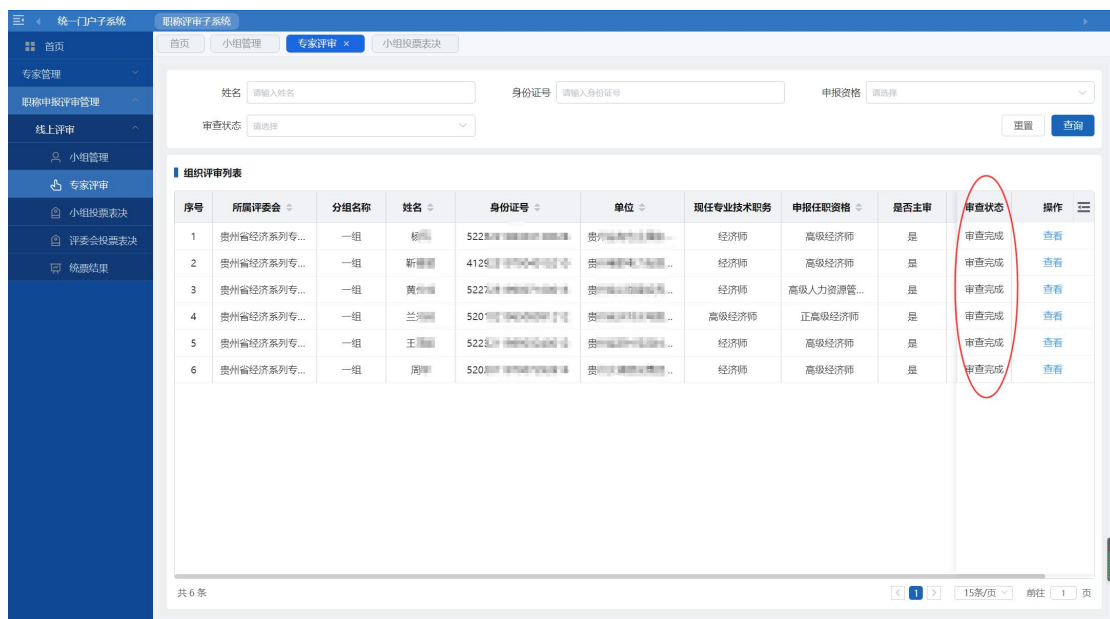 统一门户子系统 职称评审子系统
首页 首页 小组管理 专家评审 × 小组投票表决
专家管理
职称申报评审管理
线上评审
小组管理
专家评审
小组投票表决
评委会投票表决
统票结果
姓名 请输入姓名 身份证号 请输入身份证号 申报资格 请选择
审查状态 请选择 重置 查询
组织评审列表
序号 所属评委会 分组名称 姓名 身份证号 单位 现任专业技术职务 申报任职资格 是否主审 审查状态 操作
1 贵州省经济系列专... 一组 杨 522 贵 ... 经济师 高级经济师 是 审查完成 查看
2 贵州省经济系列专... 一组 靳 4129 贵 ... 经济师 高级经济师 是 审查完成 查看
3 贵州省经济系列专... 一组 黄 5227 贵 ... 经济师 高级人力资源管... 是 审查完成 查看
4 贵州省经济系列专... 一组 兰 520 贵 ... 高级经济师 正高级经济师 是 审查完成 查看
5 贵州省经济系列专... 一组 王 522 贵 ... 经济师 高级经济师 是 审查完成 查看
6 贵州省经济系列专... 一组 周 520 贵 ... 经济师 高级经济师 是 审查完成 查看
共 6 条 1 15条/页 前往 1 页